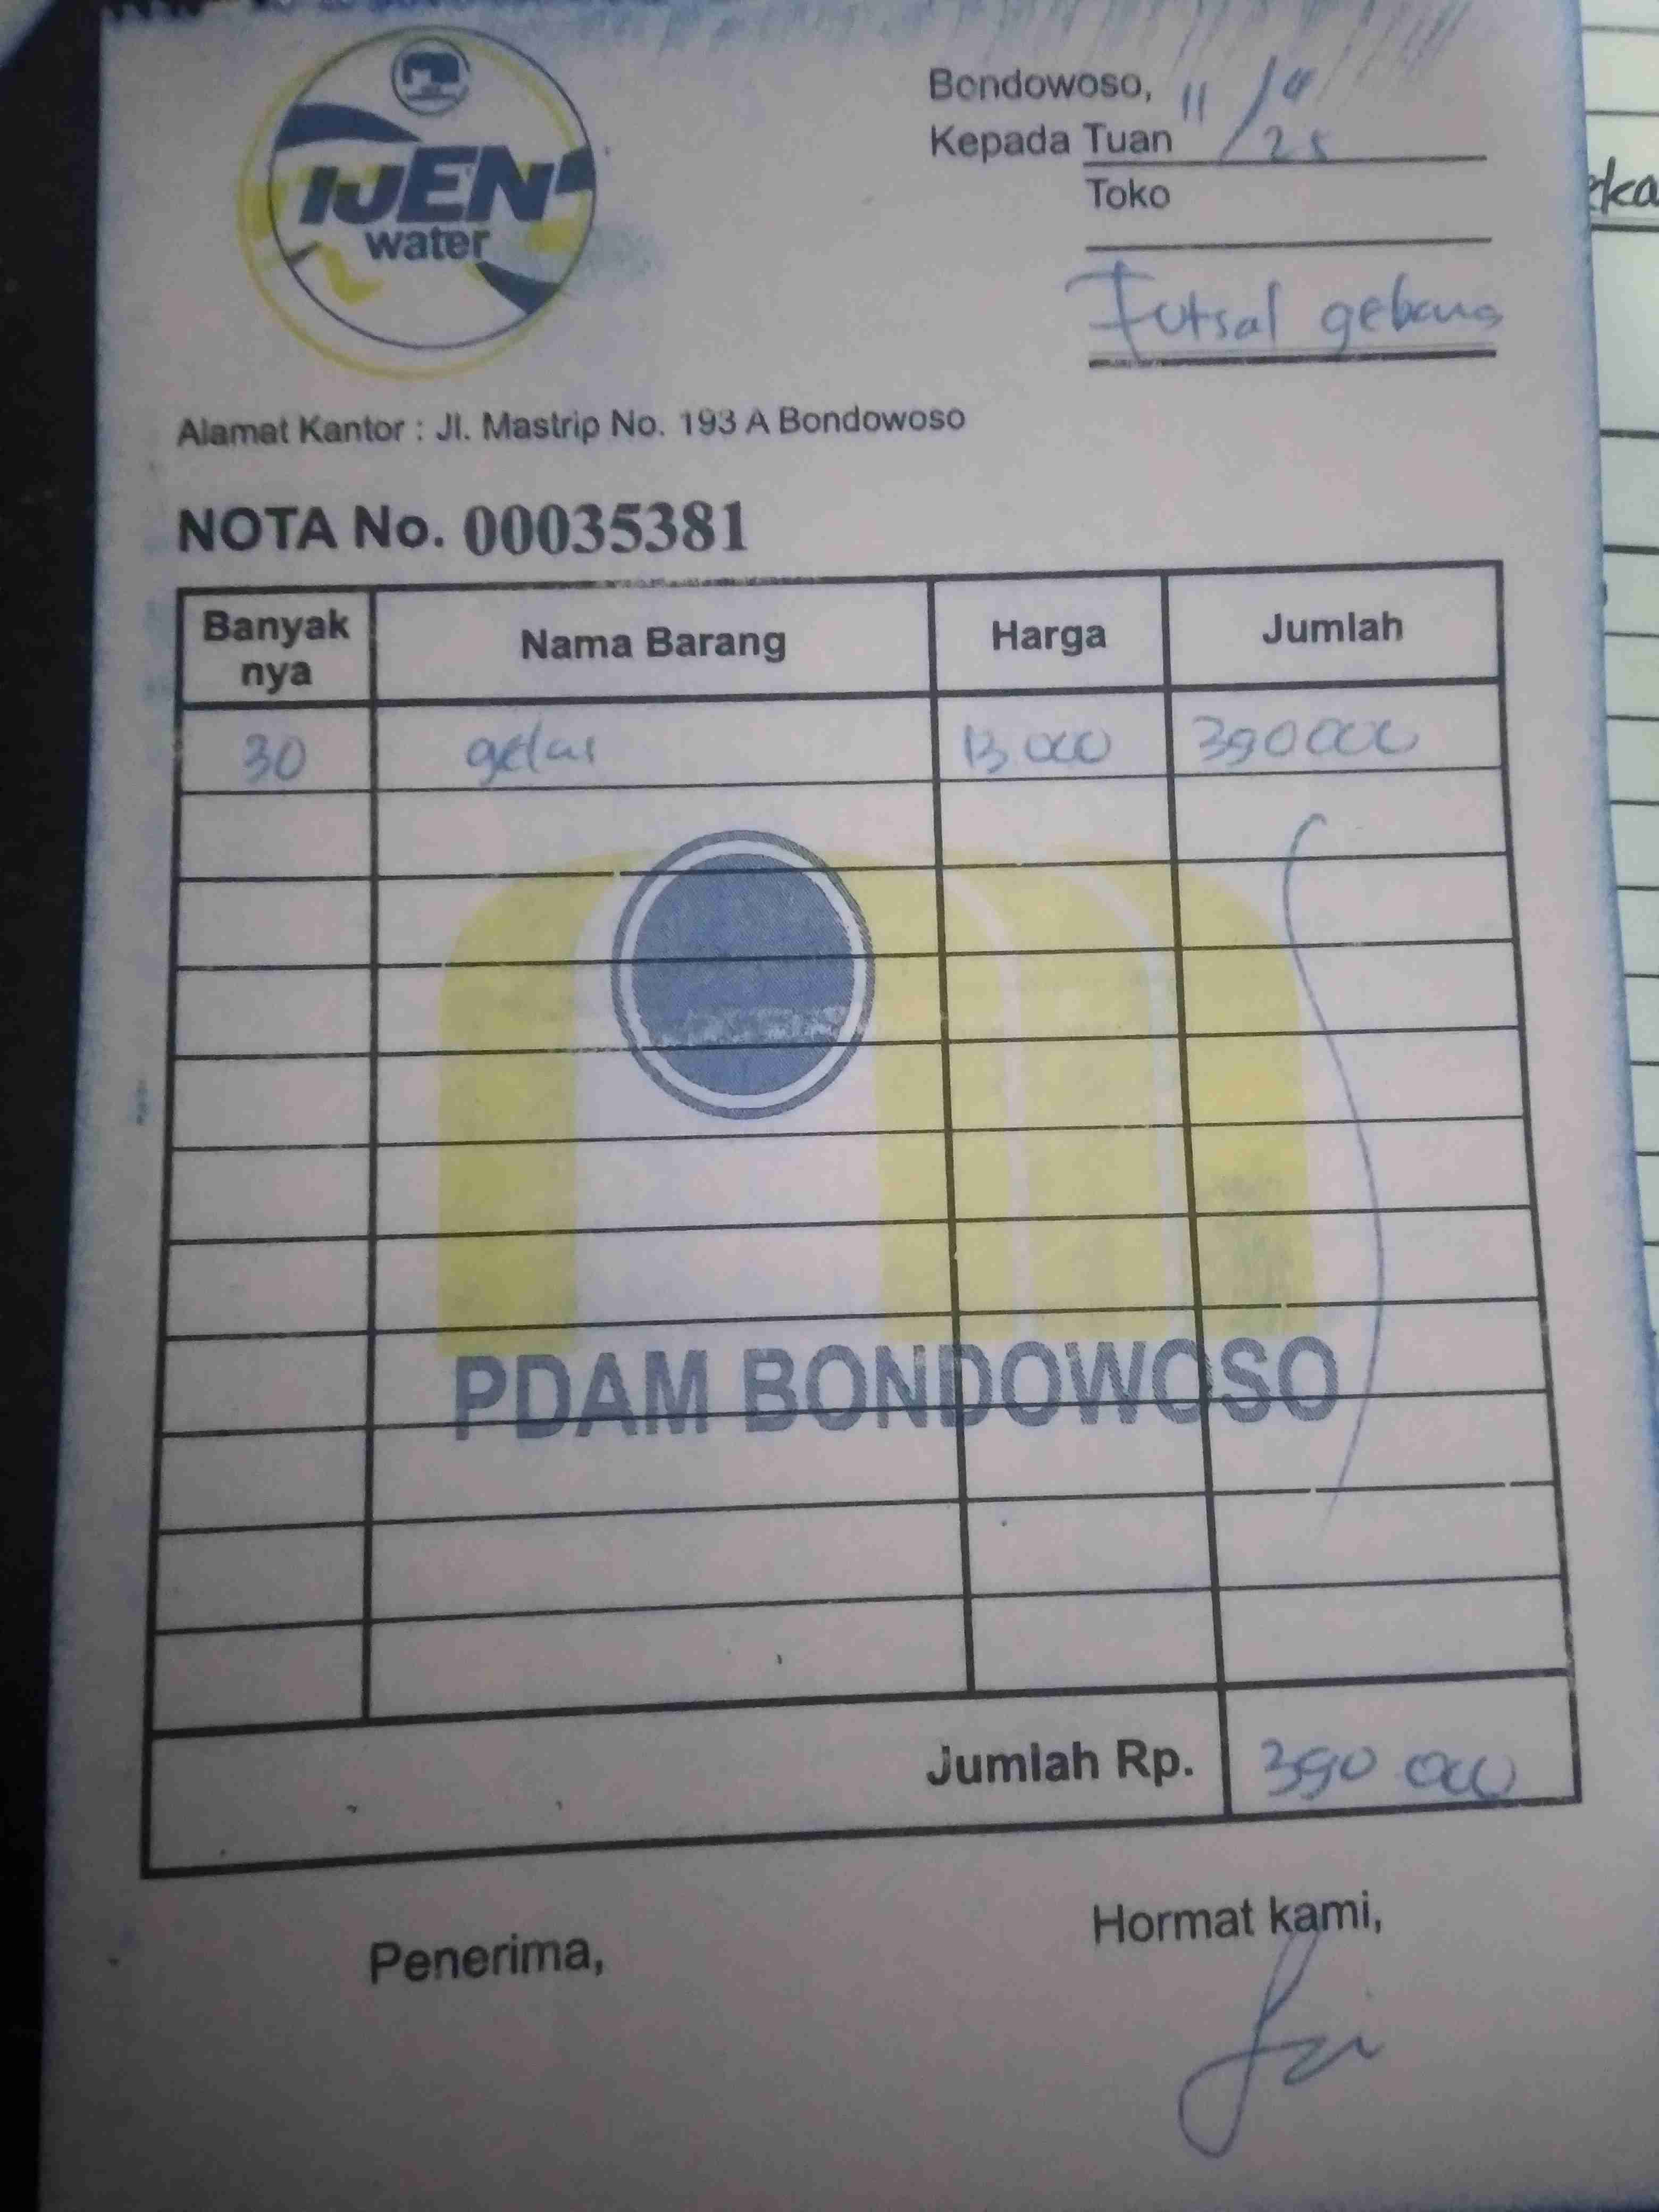 IJEN
water
Bondowoso, 11/
Kepada Tuan /25
Toko
Futsal gebang
Alamat Kantor : Jl. Mastrip No. 193 A Bondowoso
NOTA No. 00035381
Banyak nya Nama Barang Harga Jumlah
30 gelas 13.000 390000
PDAM BONDOWOSO
Jumlah Rp. 390 000
Penerima, Hormat kami,